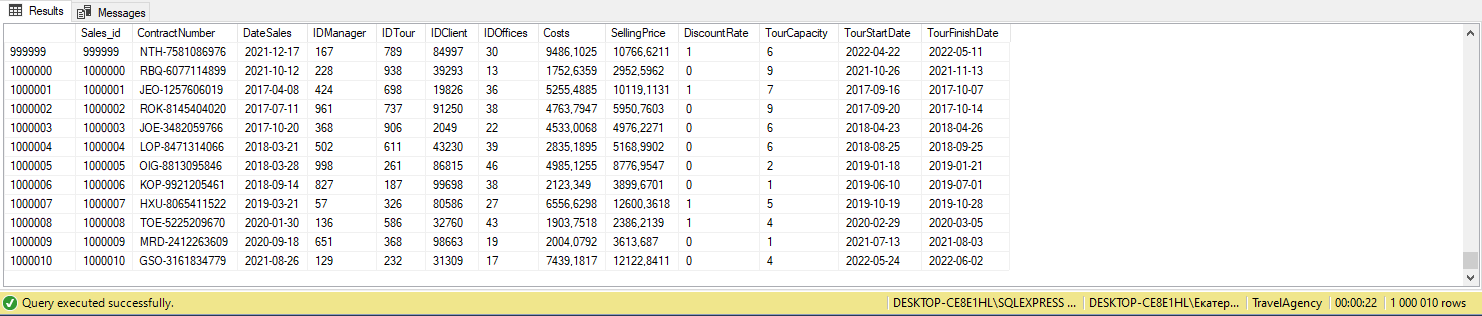 Results Messages
Sales_id ContractNumber DateSales IDManager IDTour IDClient IDOffices Costs SellingPrice DiscountRate TourCapacity TourStartDate TourFinishDate
999999 999999 NTH-7581086976 2021-12-17 167 789 84997 30 9486,1025 10766,6211 1 6 2022-04-22 2022-05-11
1000000 1000000 RBQ-6077114899 2021-10-12 228 938 39293 13 1752,6359 2952,5962 0 9 2021-10-26 2021-11-13
1000001 1000001 JEO-1257606019 2017-04-08 424 698 19826 36 5255,4885 10119,1131 1 7 2017-09-16 2017-10-07
1000002 1000002 ROK-8145404020 2017-07-11 961 737 91250 38 4763,7947 5950,7603 0 9 2017-09-20 2017-10-14
1000003 1000003 JOE-3482059766 2017-10-20 368 906 2049 22 4533,0068 4976,2271 0 6 2018-04-23 2018-04-26
1000004 1000004 LOP-8471314066 2018-03-21 502 611 43230 39 2835,1895 5168,9902 0 6 2018-08-25 2018-09-25
1000005 1000005 OIG-8813095846 2018-03-28 998 261 86815 46 4985,1255 8776,9547 0 2 2019-01-18 2019-01-21
1000006 1000006 KOP-9921205461 2018-09-14 827 187 99698 38 2123,349 3899,6701 0 1 2019-06-10 2019-07-01
1000007 1000007 HXU-8065411522 2019-03-21 57 326 80586 27 6556,6298 12600,3618 1 5 2019-10-19 2019-10-28
1000008 1000008 TOE-5225209670 2020-01-30 136 586 32760 43 1903,7518 2386,2139 1 4 2020-02-29 2020-03-05
1000009 1000009 MRD-2412263609 2020-09-18 651 368 98663 19 2004,0792 3613,687 0 1 2021-07-13 2021-08-03
1000010 1000010 GSO-3161834779 2021-08-26 129 232 31309 17 7439,1817 12122,8411 0 4 2022-05-24 2022-06-02
Query executed successfully. DESKTOP-CE8E1HL\SQLEXPRESS ... DESKTOP-CE8E1HL\Екатер... TravelAgency 00:00:22 1 000 010 rows